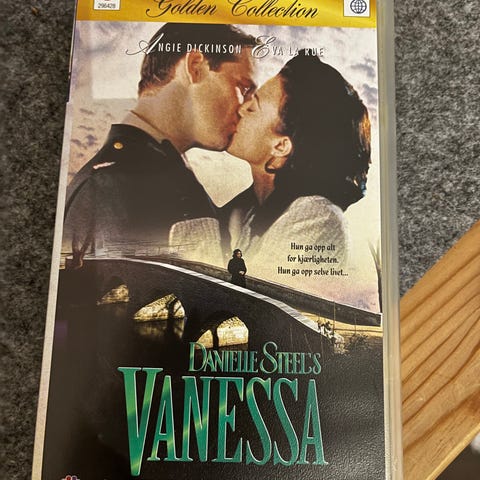 Golden Collection
296428
ANGIE DICKINSON EVA LA RUE
Hun ga opp alt
for kjærligheten.
Hun ga opp selve livet...
DANIELLE STEEL'S
VANESSA